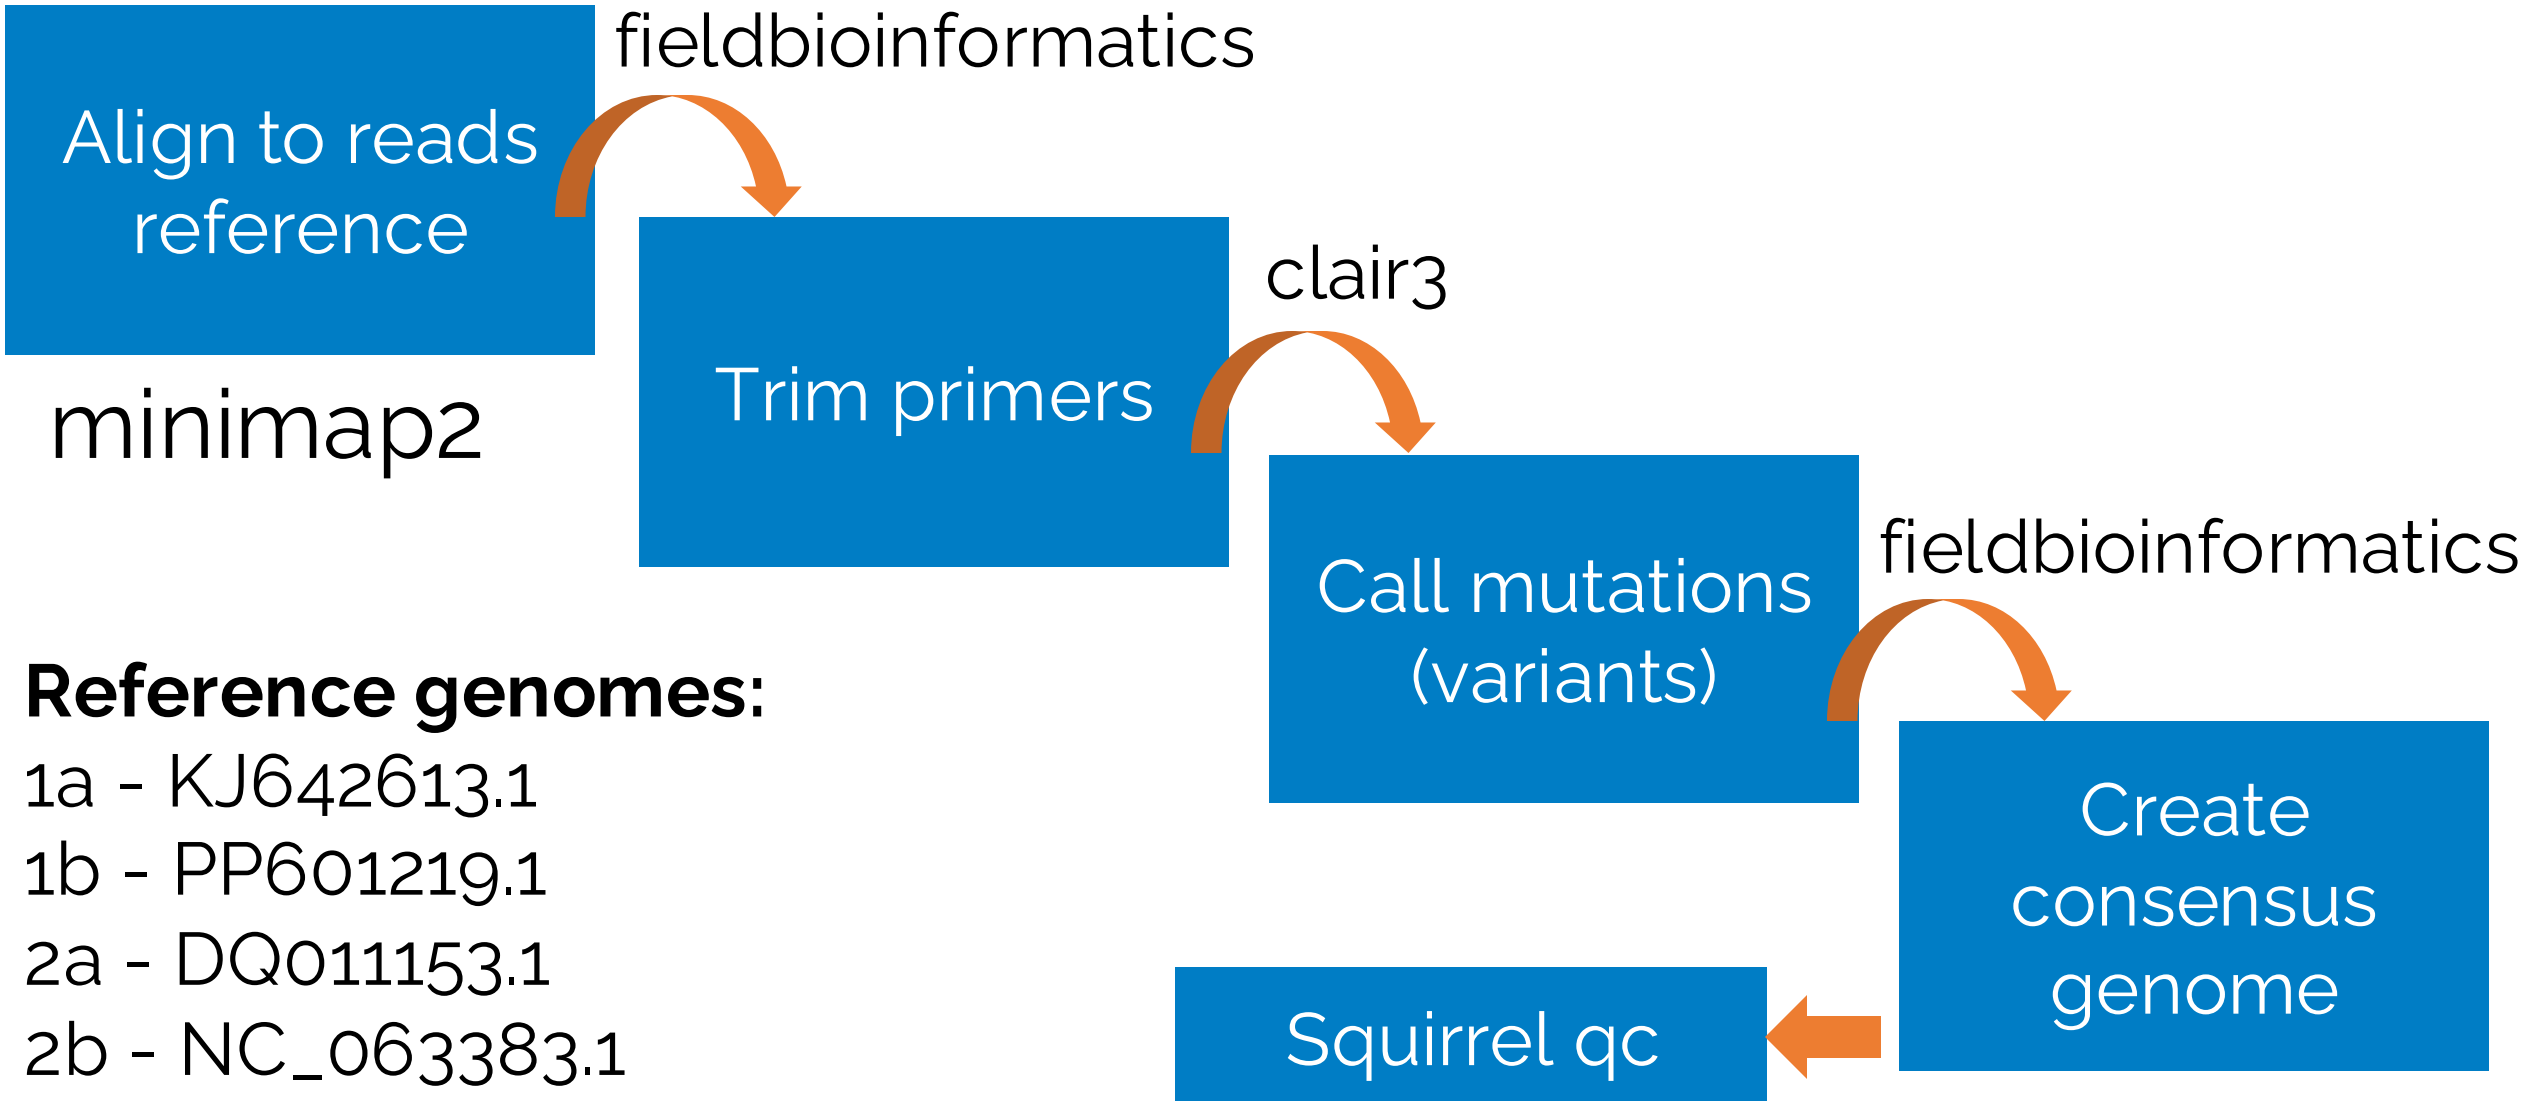 fieldbioinformatics
Align to reads
reference
minimap2
clair3
Trim primers
fieldbioinformatics
Call mutations
(variants)
Create
consensus
genome
Squirrel qc
Reference genomes:
1a - KJ642613.1
1b - PP601219.1
2a - DQ011153.1
2b - NC_063383.1